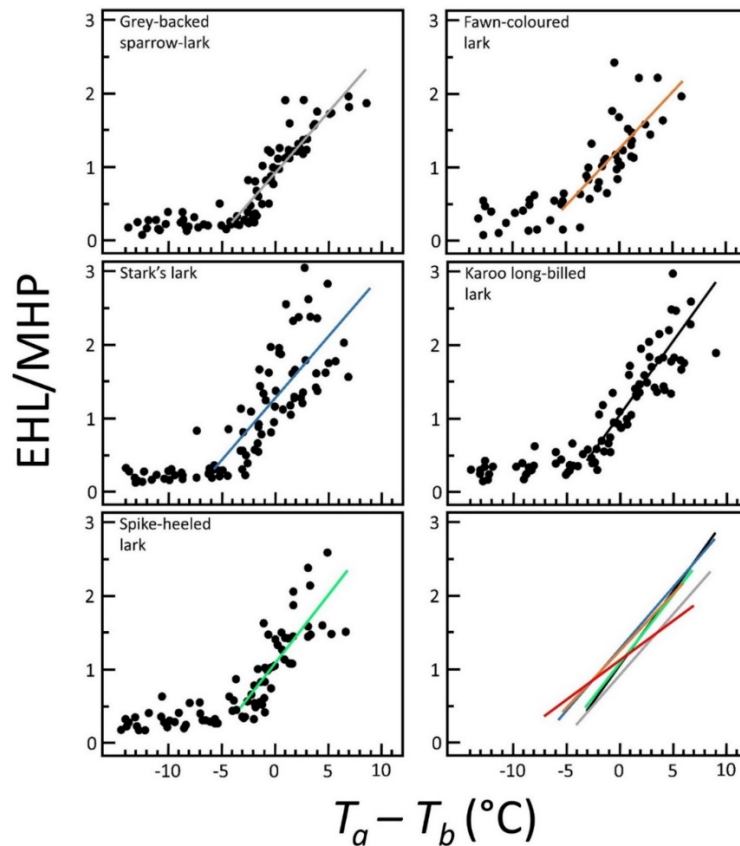 Grey-backed
sparrow-lark
Fawn-coloured
lark
3
2
1
0
3
2
1
0
Stark's lark
Karoo long-billed
lark
3
2
1
0
3
2
1
0
EHL/MHP
Spike-heeled
lark
3
2
1
0
3
2
1
0
-10 -5 0 5 10
-10 -5 0 5 10
Ta – Tb (°C)